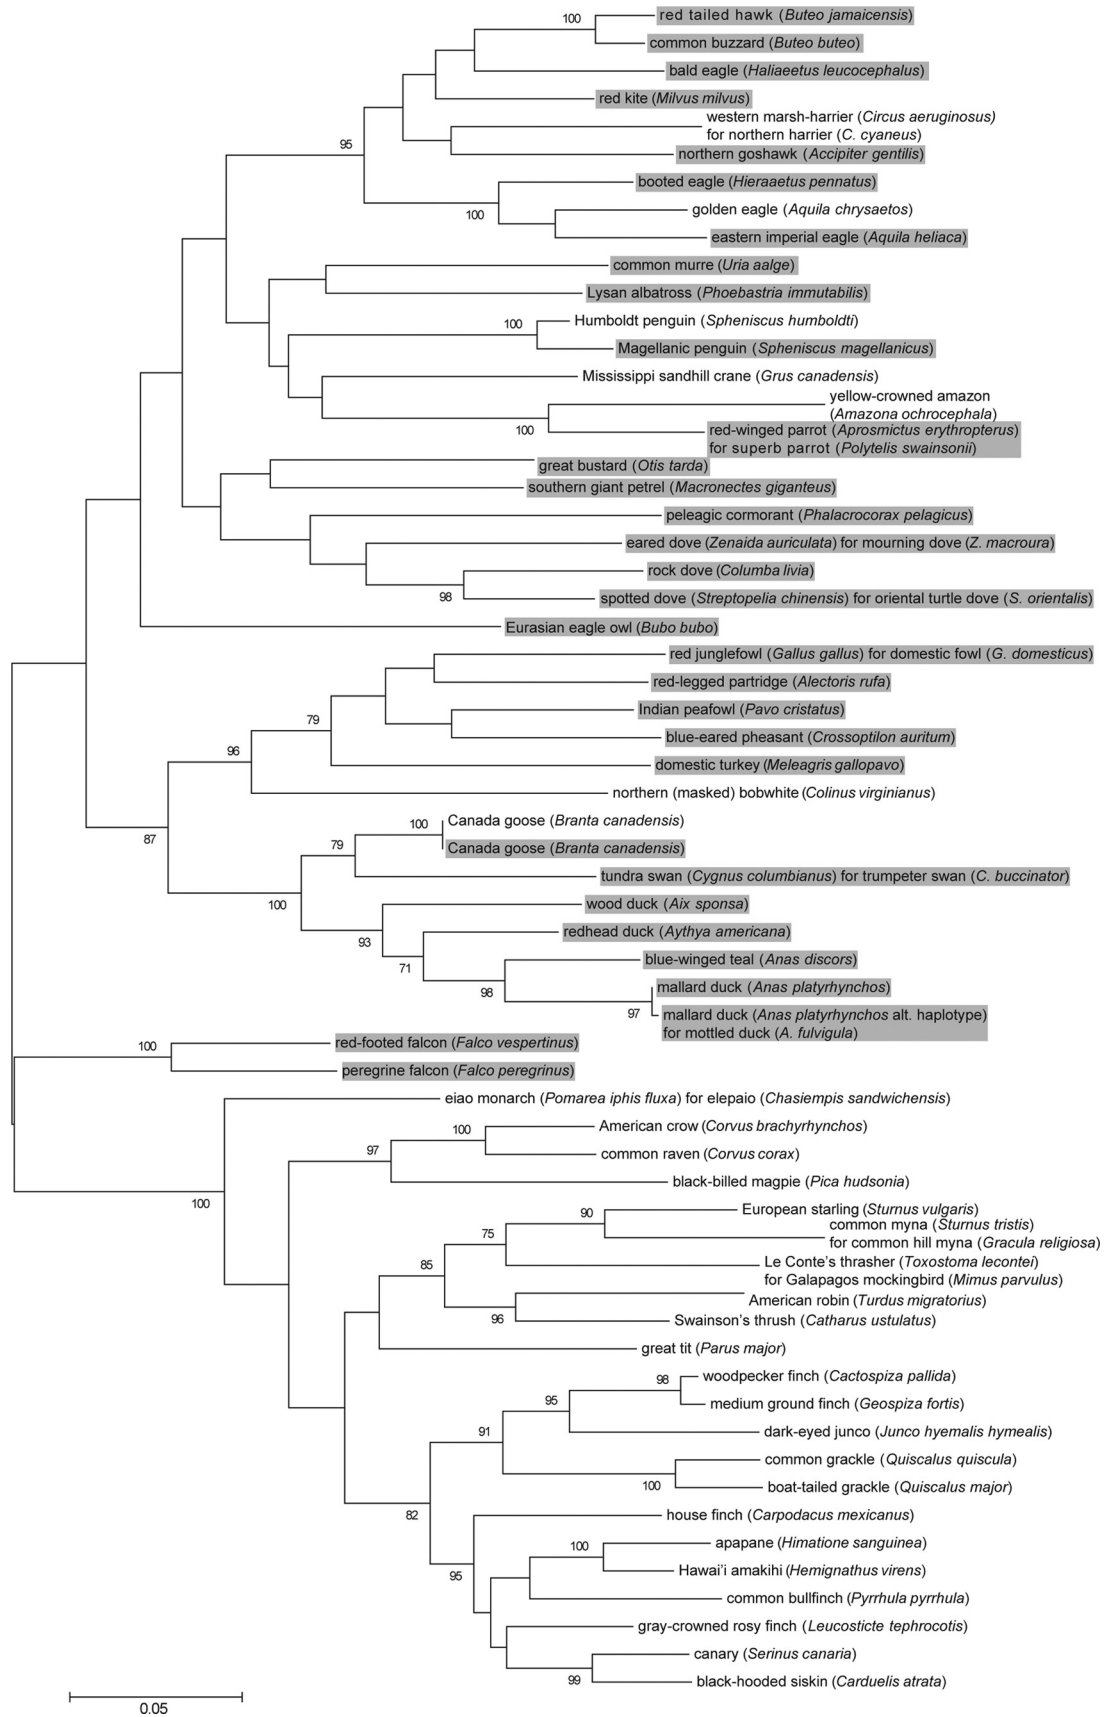 100
red tailed hawk (Buteo jamaicensis)
common buzzard (Buteo buteo)
bald eagle (Haliaeetus leucocephalus)
red kite (Milvus milvus)
western marsh-harrier (Circus aeruginosus)
for northern harrier (C. cyaneus)
95
northern goshawk (Accipiter gentilis)
booted eagle (Hieraaetus pennatus)
100
golden eagle (Aquila chrysaetos)
eastern imperial eagle (Aquila heliaca)
common murre (Uria aalge)
Lysan albatross (Phoebastria immutabilis)
100
Humboldt penguin (Spheniscus humboldti)
Magellanic penguin (Spheniscus magellanicus)
Mississippi sandhill crane (Grus canadensis)
yellow-crowned amazon
(Amazona ochrocephala)
100
red-winged parrot (Aprosmictus erythropterus)
for superb parrot (Polytelis swainsonii)
great bustard (Otis tarda)
southern giant petrel (Macronectes giganteus)
peleagic cormorant (Phalacrocorax pelagicus)
eared dove (Zenaida auriculata) for mourning dove (Z. macroura)
rock dove (Columba livia)
98
spotted dove (Streptopelia chinensis) for oriental turtle dove (S. orientalis)
Eurasian eagle owl (Bubo bubo)
red junglefowl (Gallus gallus) for domestic fowl (G. domesticus)
red-legged partridge (Alectoris rufa)
Indian peafowl (Pavo cristatus)
79
blue-eared pheasant (Crossoptilon auritum)
96
domestic turkey (Meleagris gallopavo)
northern (masked) bobwhite (Colinus virginianus)
87
100
Canada goose (Branta canadensis)
79
Canada goose (Branta canadensis)
tundra swan (Cygnus columbianus) for trumpeter swan (C. buccinator)
100
wood duck (Aix sponsa)
93
redhead duck (Aythya americana)
71
blue-winged teal (Anas discors)
98
mallard duck (Anas platyrhynchos)
97
mallard duck (Anas platyrhynchos alt. haplotype)
for mottled duck (A. fulvigula)
100
red-footed falcon (Falco vespertinus)
peregrine falcon (Falco peregrinus)
eiao monarch (Pomarea iphis fluxa) for elepaio (Chasiempis sandwichensis)
100
American crow (Corvus brachyrhynchos)
97
common raven (Corvus corax)
black-billed magpie (Pica hudsonia)
100
90
European starling (Sturnus vulgaris)
common myna (Sturnus tristis)
75
for common hill myna (Gracula religiosa)
85
Le Conte's thrasher (Toxostoma lecontei)
for Galapagos mockingbird (Mimus parvulus)
American robin (Turdus migratorius)
96
Swainson's thrush (Catharus ustulatus)
great tit (Parus major)
98
woodpecker finch (Cactospiza pallida)
95
medium ground finch (Geospiza fortis)
91
dark-eyed junco (Junco hyemalis hymealis)
common grackle (Quiscalus quiscula)
100
boat-tailed grackle (Quiscalus major)
82
house finch (Carpodacus mexicanus)
100
apapane (Himatione sanguinea)
95
Hawai'i amakihi (Hemignathus virens)
common bullfinch (Pyrrhula pyrrhula)
gray-crowned rosy finch (Leucosticte tephrocotis)
canary (Serinus canaria)
99
black-hooded siskin (Carduelis atrata)
0.05